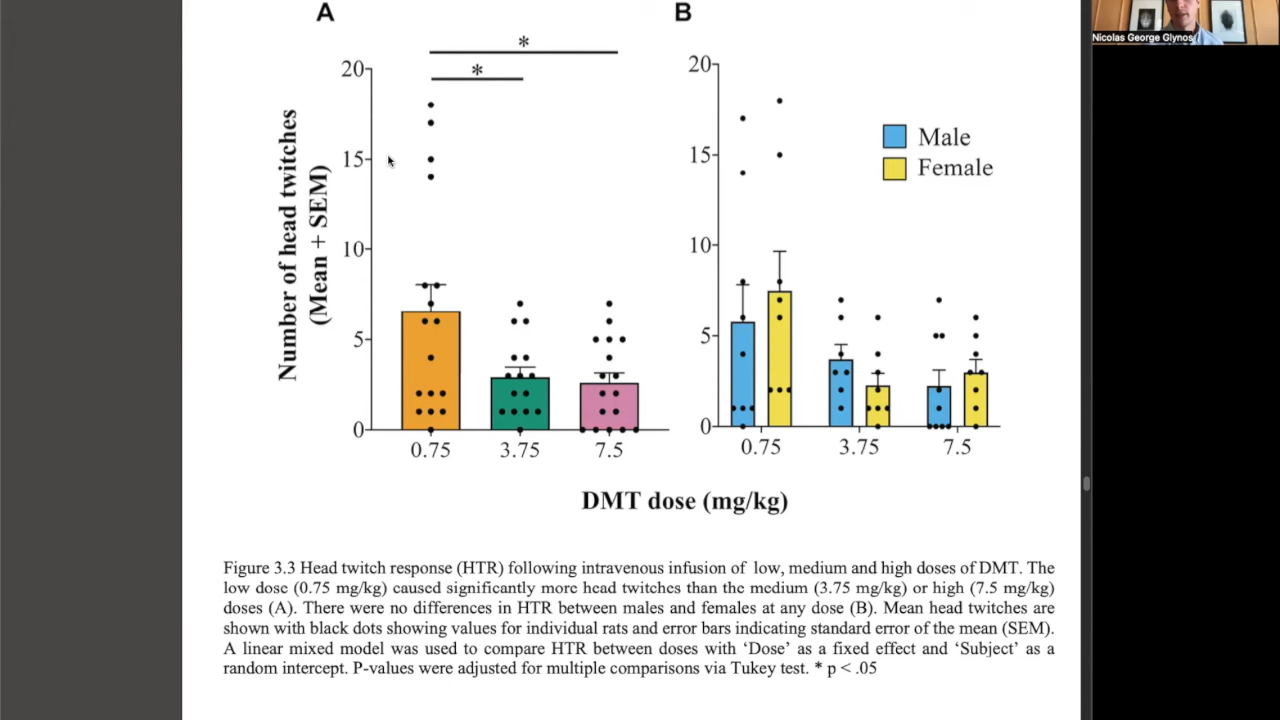 A
B
Nicolas George Glynos
*
*
20
15
10
5
0
Number of head twitches
(Mean + SEM)
0.75
3.75
7.5
20
15
10
5
0
Male
Female
0.75
3.75
7.5
DMT dose (mg/kg)
Figure 3.3 Head twitch response (HTR) following intravenous infusion of low, medium and high doses of DMT. The
low dose (0.75 mg/kg) caused significantly more head twitches than the medium (3.75 mg/kg) or high (7.5 mg/kg)
doses (A). There were no differences in HTR between males and females at any dose (B). Mean head twitches are
shown with black dots showing values for individual rats and error bars indicating standard error of the mean (SEM).
A linear mixed model was used to compare HTR between doses with ‘Dose’ as a fixed effect and ‘Subject’ as a
random intercept. P-values were adjusted for multiple comparisons via Tukey test. * p < .05